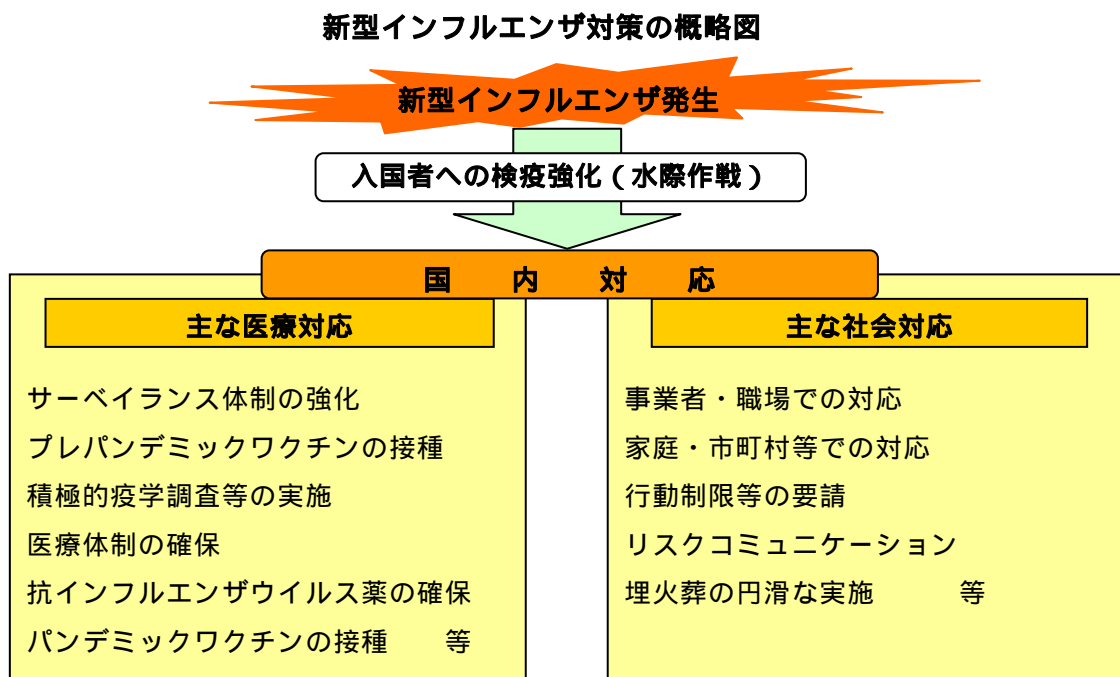 新型インフルエンザ対策の概略図
新型インフルエンザ発生
入国者への検疫強化(水際作戦)
国 内 対 応
主な医療対応
サーベイランス体制の強化
プレパンデミックワクチンの接種
積極的疫学調査等の実施
医療体制の確保
抗インフルエンザウイルス薬の確保
パンデミックワクチンの接種 等
主な社会対応
事業者・職場での対応
家庭・市町村等での対応
行動制限等の要請
リスクコミュニケーション
埋火葬の円滑な実施 等